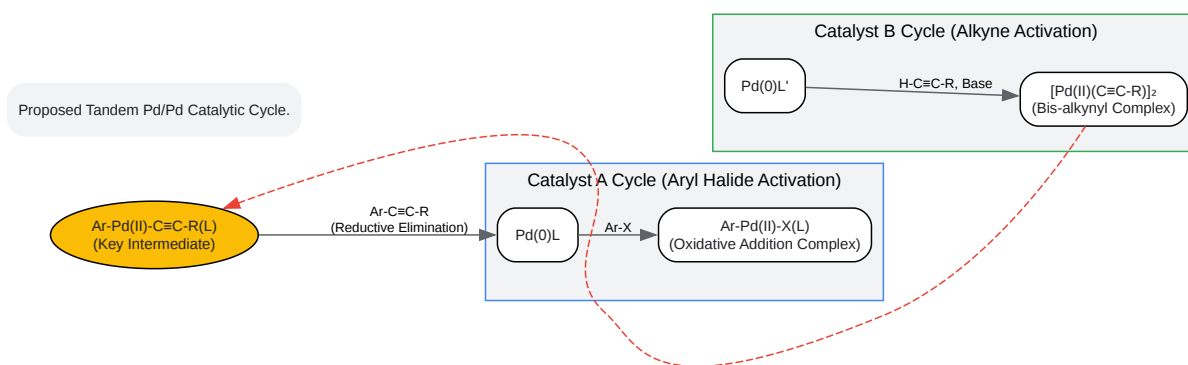 Catalyst B Cycle (Alkyne Activation)
Pd(0)L'
H-C≡C-R, Base
[Pd(II)(C≡C-R)]₂
(Bis-alkynyl Complex)
Proposed Tandem Pd/Pd Catalytic Cycle.
Catalyst A Cycle (Aryl Halide Activation)
Ar-Pd(II)-C≡C-R(L)
(Key Intermediate)
Ar-C≡C-R
(Reductive Elimination)
Pd(0)L
Ar-X
Ar-Pd(II)-X(L)
(Oxidative Addition Complex)